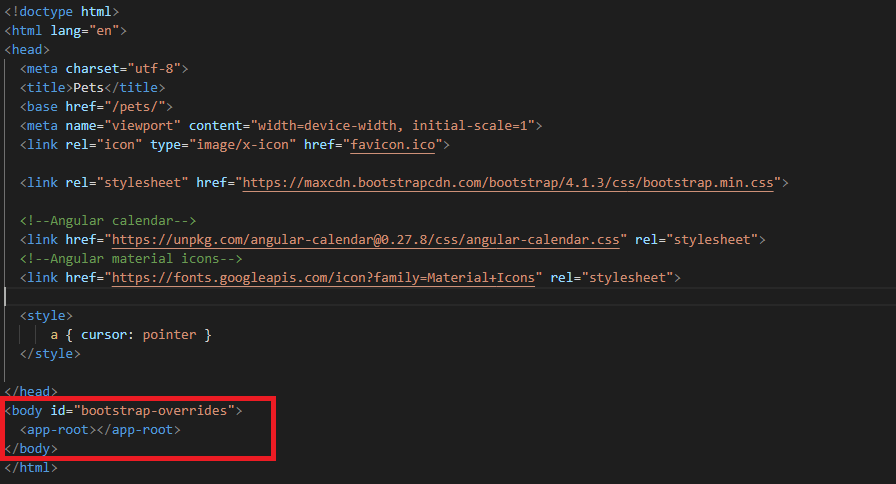 <!doctype html>
<html lang="en">
<head>
  <meta charset="utf-8">
  <title>Pets</title>
  <base href="/pets/">
  <meta name="viewport" content="width=device-width, initial-scale=1">
  <link rel="icon" type="image/x-icon" href="favicon.ico">
  <link rel="stylesheet" href="https://maxcdn.bootstrapcdn.com/bootstrap/4.1.3/css/bootstrap.min.css">
  <!--Angular calendar-->
  <link href="https://unpkg.com/angular-calendar@0.27.8/css/angular-calendar.css" rel="stylesheet">
  <!--Angular material icons-->
  <link href="https://fonts.googleapis.com/icon?family=Material+Icons" rel="stylesheet">
  <style>
      a { cursor: pointer }
  </style>
</head>
<body id="bootstrap-overrides">
  <app-root></app-root>
</body>
</html>